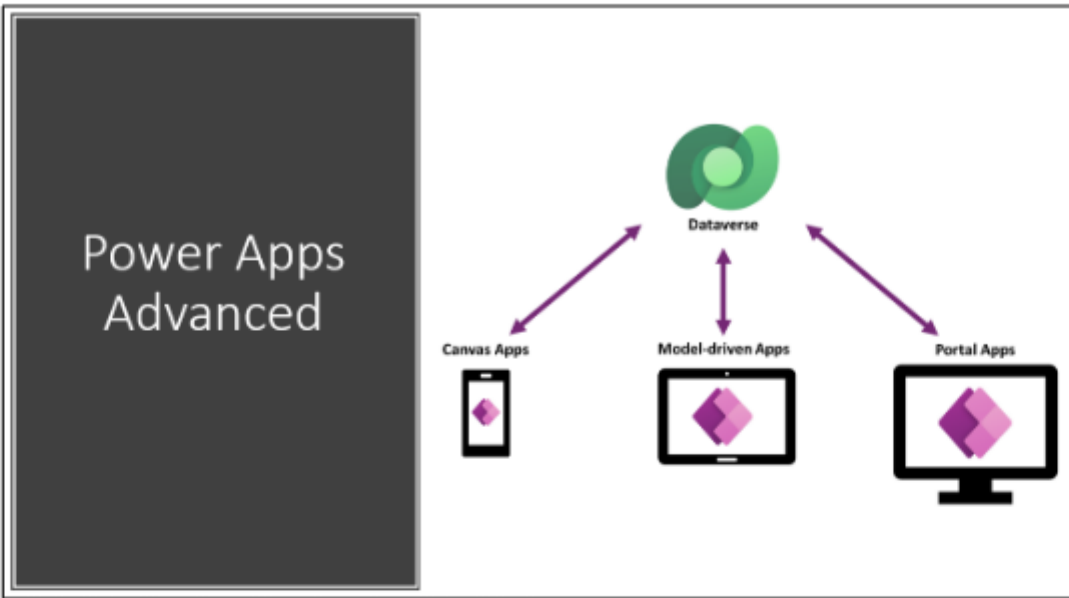 Power Apps
Advanced
Dataverse
Canvas Apps
Model-driven Apps
Portal Apps